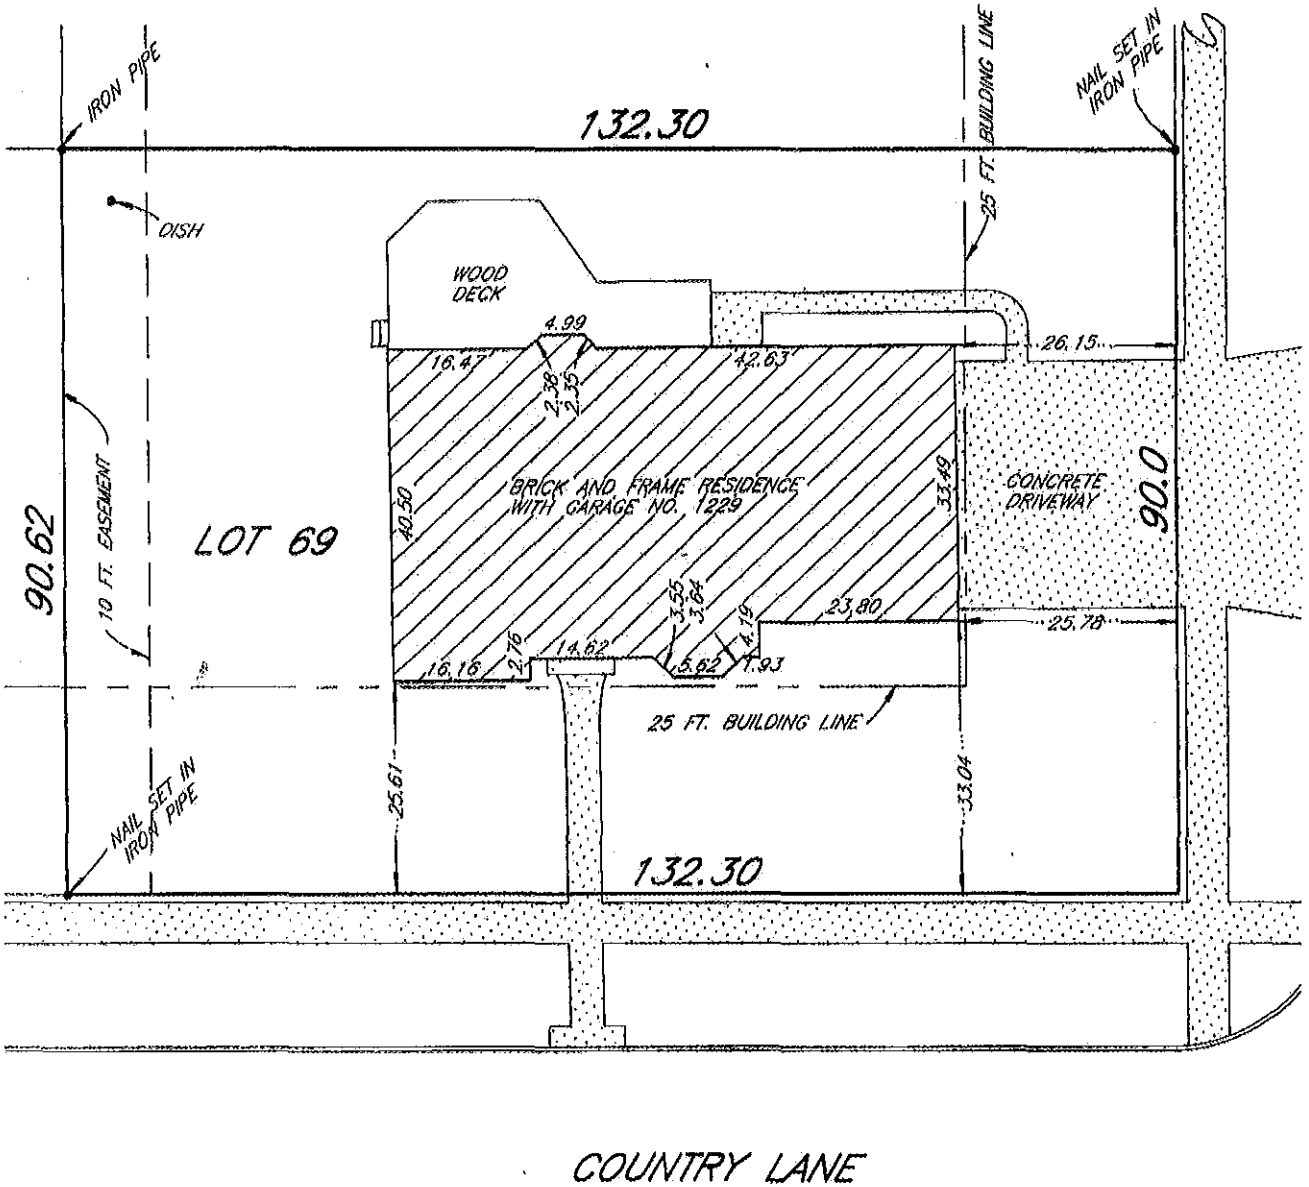 IRON PIPE
132.30
25 FT. BUILDING LINE
NAIL SET IN
IRON PIPE
DISH
WOOD
DECK
4.99
16.47
2.38
2.35
42.63
26.15
BRICK AND FRAME RESIDENCE
WITH GARAGE NO. 1229
40.50
33.49
CONCRETE
DRIVEWAY
90.0
90.62
10 FT. EASEMENT
LOT 69
3.55
3.64
4.19
23.80
25.78
16.16
2.76
14.62
5.62
1.93
25 FT. BUILDING LINE
25.61
33.04
NAIL SET IN
IRON PIPE
132.30
COUNTRY LANE